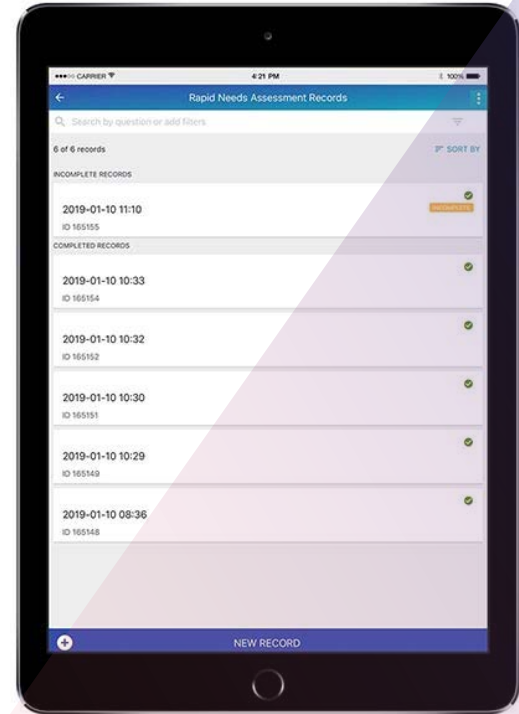 CARRIER 4:21 PM 100%
Rapid Needs Assessment Records
Search by question or add filters
6 of 6 records SORT BY
INCOMPLETE RECORDS
2019-01-10 11:10 INCOMPLETE
ID 165155
COMPLETED RECORDS
2019-01-10 10:33
ID 165154
2019-01-10 10:32
ID 165152
2019-01-10 10:30
ID 165151
2019-01-10 10:29
ID 165149
2019-01-10 08:36
ID 165148
NEW RECORD